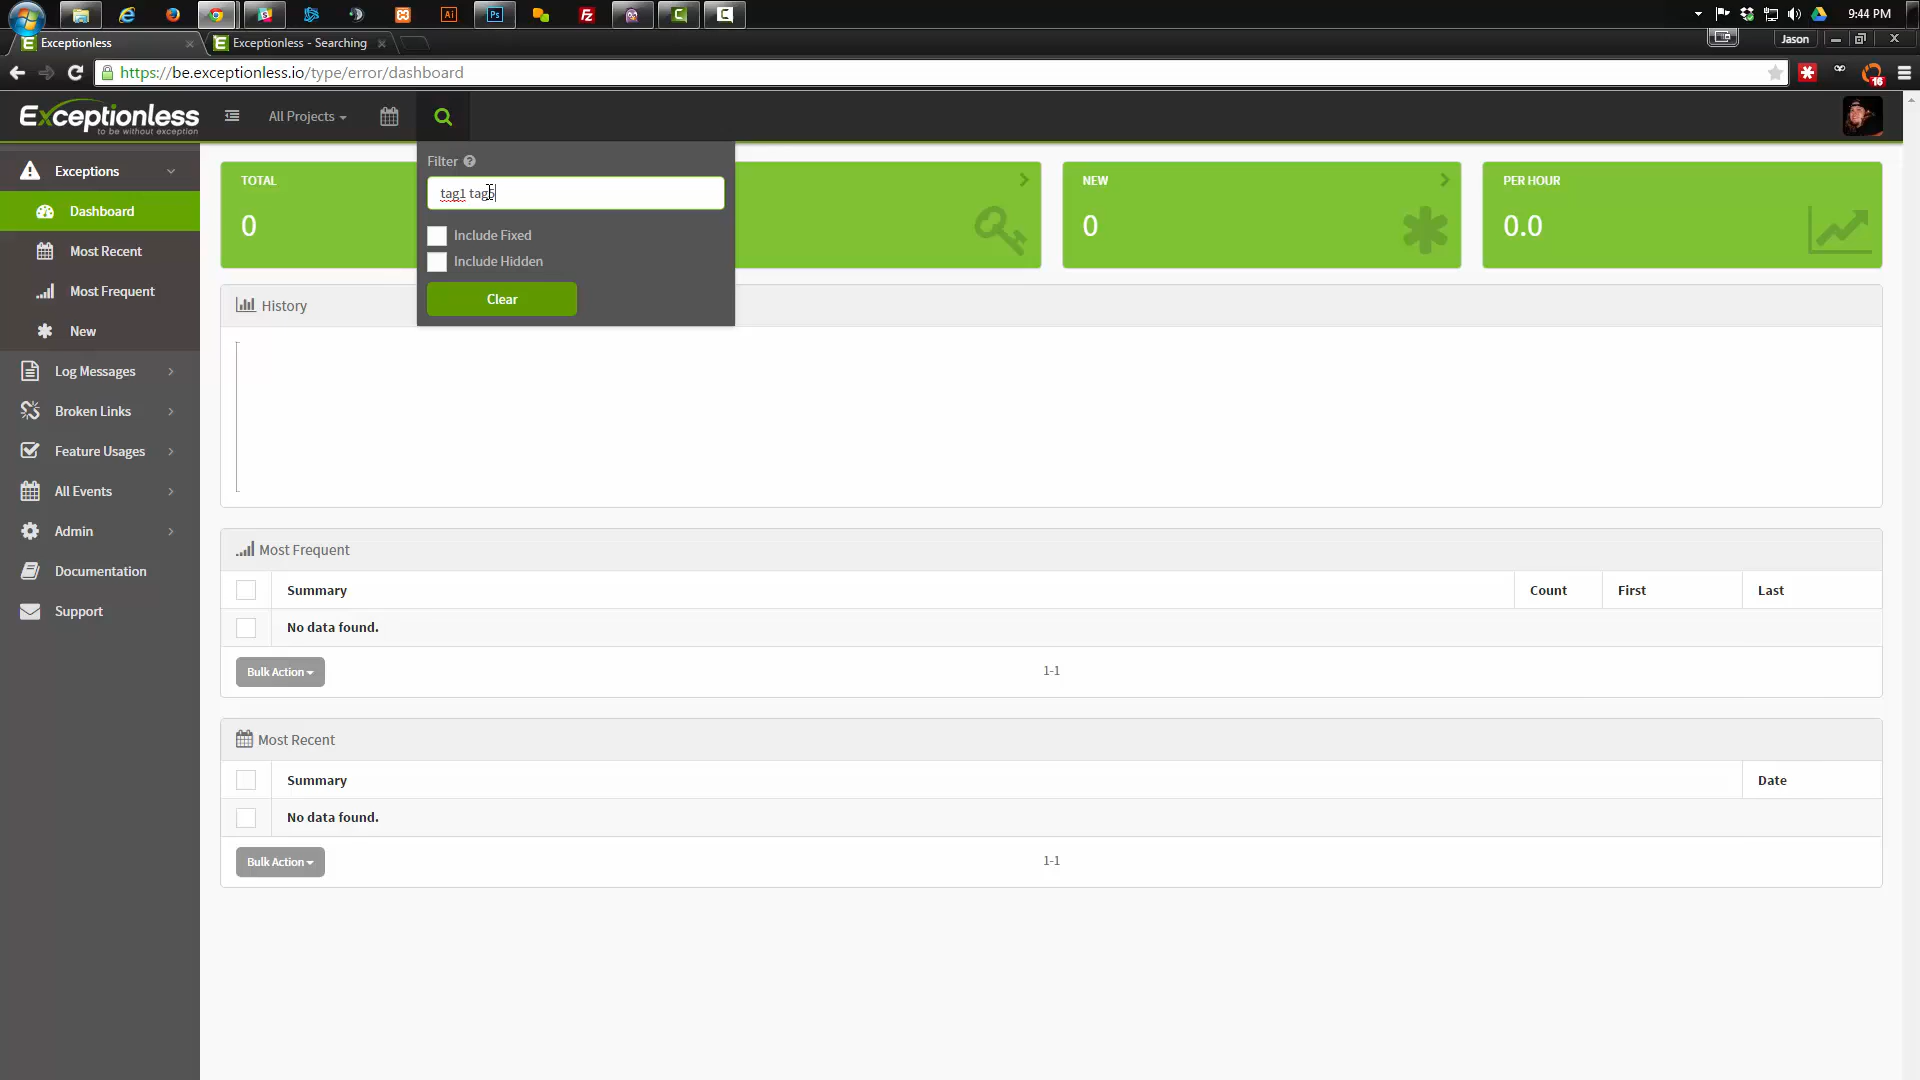 9:44 PM
Exceptionless
Exceptionless - Searching
Jason
https://be.exceptionless.io/type/error/dashboard
16
Exceptionless
to be without exception
All Projects
Exceptions
Dashboard
Most Recent
Most Frequent
New
Log Messages
Broken Links
Feature Usages
All Events
Admin
Documentation
Support
Filter
tag1 tag5
Include Fixed
Include Hidden
Clear
TOTAL
0
NEW
0
PER HOUR
0.0
History
Most Frequent
Summary Count First Last
No data found.
Bulk Action
1-1
Most Recent
Summary Date
No data found.
Bulk Action
1-1